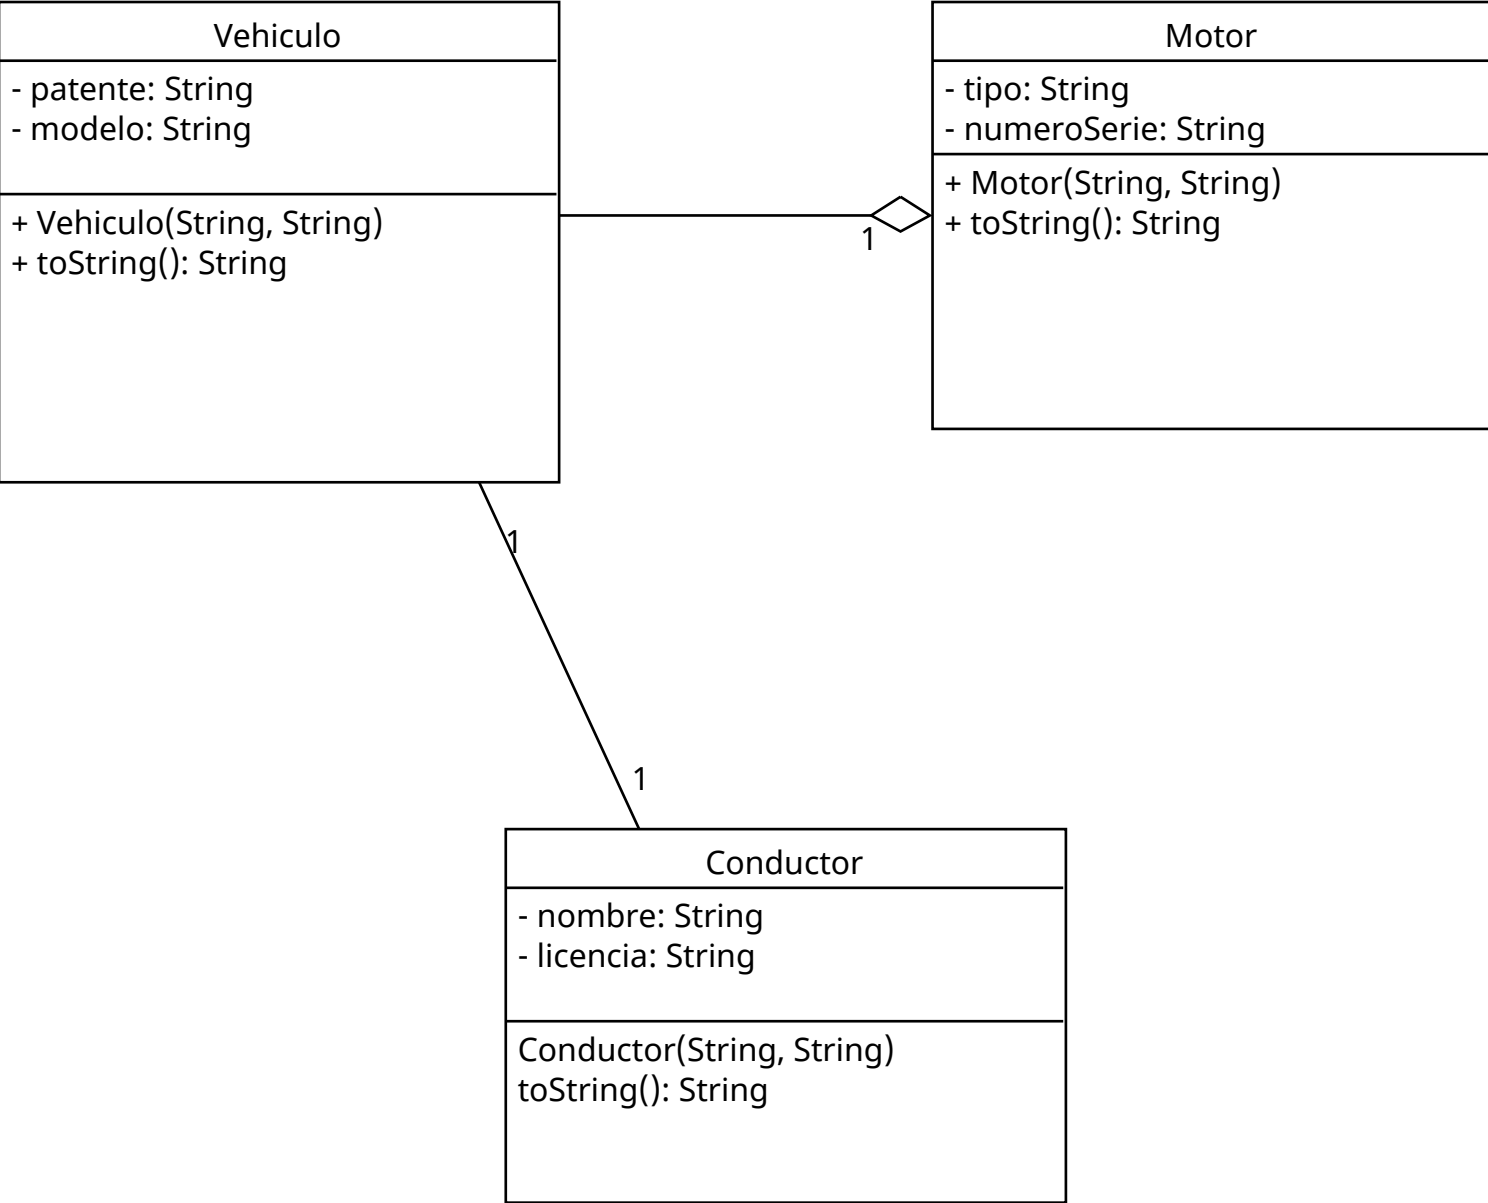 Vehiculo
- patente: String
- modelo: String
+ Vehiculo(String, String)
+ toString(): String
Motor
- tipo: String
- numeroSerie: String
+ Motor(String, String)
+ toString(): String
1
1
1
Conductor
- nombre: String
- licencia: String
Conductor(String, String)
toString(): String